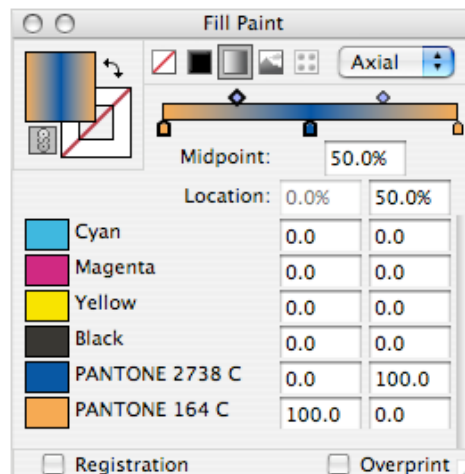 Fill Paint
Axial
Midpoint: 50.0%
Location: 0.0% 50.0%
Cyan 0.0 0.0
Magenta 0.0 0.0
Yellow 0.0 0.0
Black 0.0 0.0
PANTONE 2738 C 0.0 100.0
PANTONE 164 C 100.0 0.0
Registration Overprint